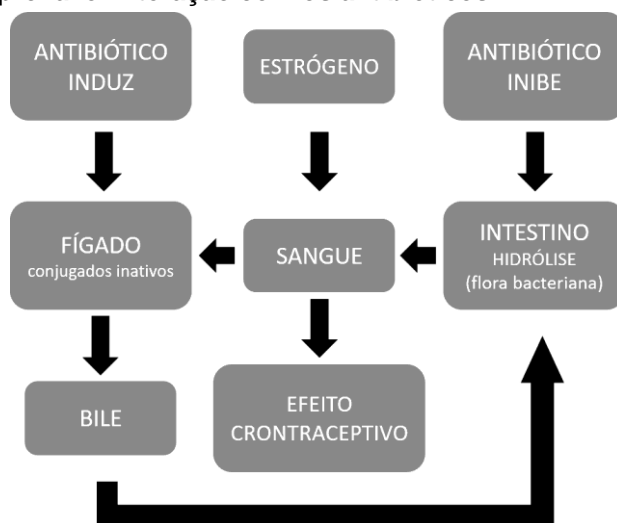 ANTIBIÓTICO
INDUZ
ESTRÓGENO
ANTIBIÓTICO
INIBE
FÍGADO
conjugados inativos
SANGUE
INTESTINO
HIDRÓLISE
(flora bacteriana)
BILE
EFEITO
CRONTRACEPTIVO